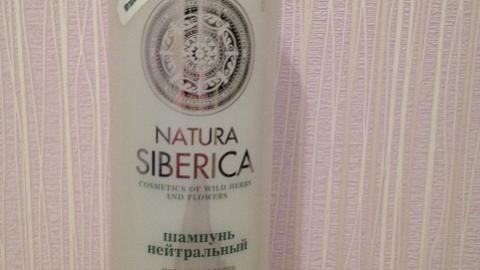 NATURA
SIBERICA
COSMETICS OF WILD HERBS
AND FLOWERS
шампунь
нейтральный